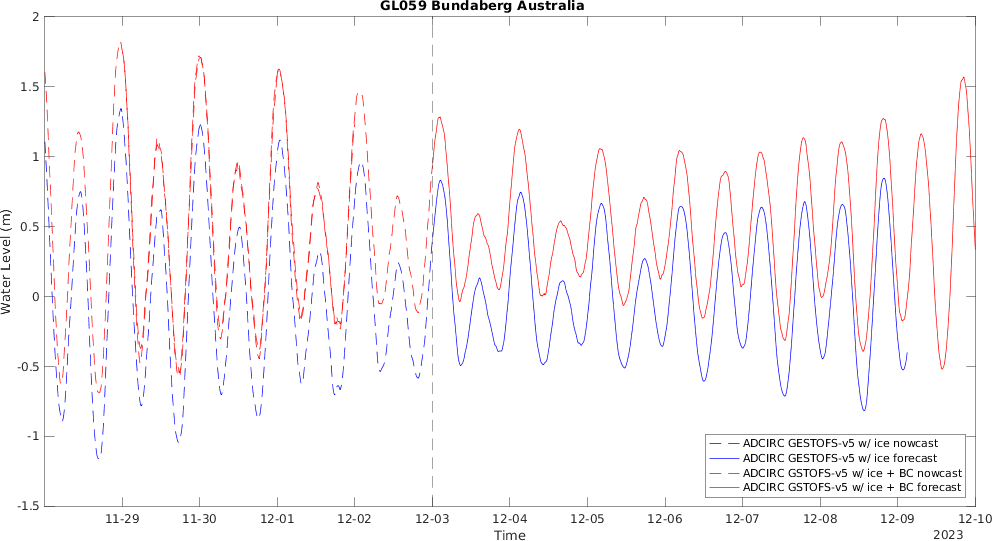 GL059 Bundaberg Australia
2
1.5
1
0.5
0
-0.5
-1
-1.5
Water Level (m)
11-29 11-30 12-01 12-02 12-03 12-04 12-05 12-06 12-07 12-08 12-09 12-10
Time
2023
ADCIRC GESTOFS-v5 w/ ice nowcast
ADCIRC GESTOFS-v5 w/ ice forecast
ADCIRC GSTOFS-v5 w/ ice + BC nowcast
ADCIRC GSTOFS-v5 w/ ice + BC forecast